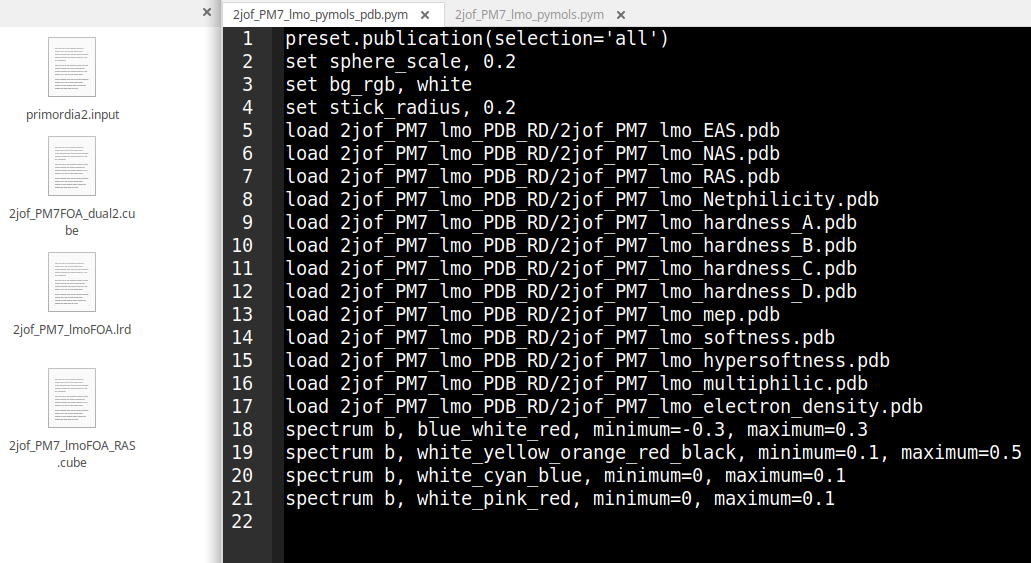 2jof_PM7_lmo_pymols_pdb.pym
2jof_PM7_lmo_pymols.pym
primordia2.input
2jof_PM7FOA_dual2.cu
be
2jof_PM7_lmoFOA.lrd
2jof_PM7_lmoFOA_RAS
.cube
1 preset.publication(selection='all')
2 set sphere_scale, 0.2
3 set bg_rgb, white
4 set stick_radius, 0.2
5 load 2jof_PM7_lmo_PDB_RD/2jof_PM7_lmo_EAS.pdb
6 load 2jof_PM7_lmo_PDB_RD/2jof_PM7_lmo_NAS.pdb
7 load 2jof_PM7_lmo_PDB_RD/2jof_PM7_lmo_RAS.pdb
8 load 2jof_PM7_lmo_PDB_RD/2jof_PM7_lmo_Netphilicity.pdb
9 load 2jof_PM7_lmo_PDB_RD/2jof_PM7_lmo_hardness_A.pdb
10 load 2jof_PM7_lmo_PDB_RD/2jof_PM7_lmo_hardness_B.pdb
11 load 2jof_PM7_lmo_PDB_RD/2jof_PM7_lmo_hardness_C.pdb
12 load 2jof_PM7_lmo_PDB_RD/2jof_PM7_lmo_hardness_D.pdb
13 load 2jof_PM7_lmo_PDB_RD/2jof_PM7_lmo_mep.pdb
14 load 2jof_PM7_lmo_PDB_RD/2jof_PM7_lmo_softness.pdb
15 load 2jof_PM7_lmo_PDB_RD/2jof_PM7_lmo_hypersoftness.pdb
16 load 2jof_PM7_lmo_PDB_RD/2jof_PM7_lmo_multiphilic.pdb
17 load 2jof_PM7_lmo_PDB_RD/2jof_PM7_lmo_electron_density.pdb
18 spectrum b, blue_white_red, minimum=-0.3, maximum=0.3
19 spectrum b, white_yellow_orange_red_black, minimum=0.1, maximum=0.5
20 spectrum b, white_cyan_blue, minimum=0, maximum=0.1
21 spectrum b, white_pink_red, minimum=0, maximum=0.1
22